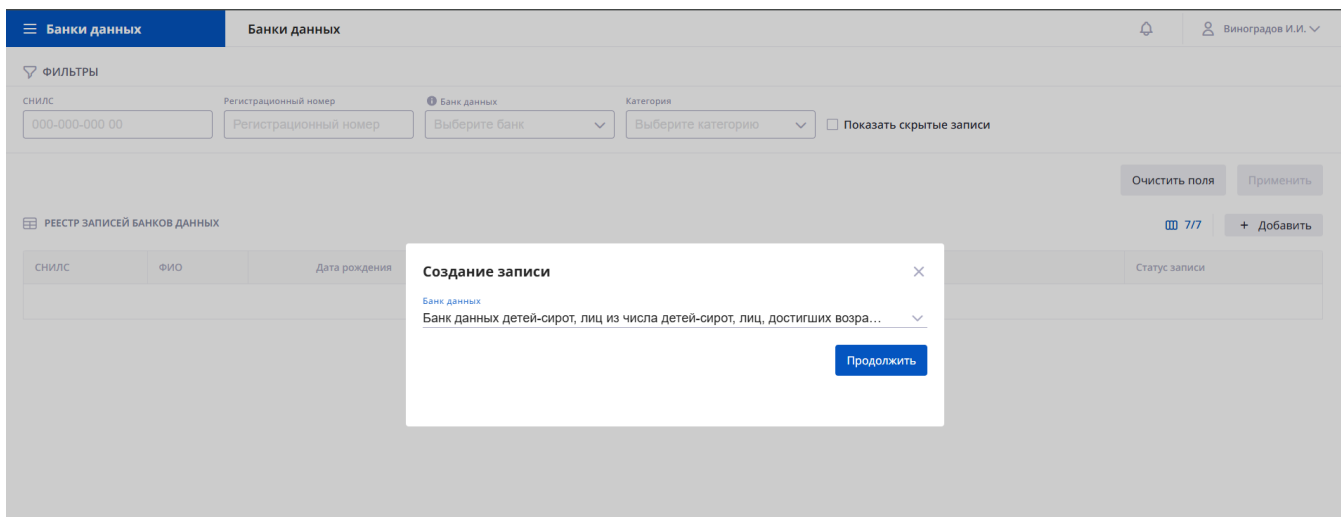 Банки данных
Банки данных
Виноградов И.И.
ФИЛЬТРЫ
СНИЛС
Регистрационный номер
Банк данных
Категория
000-000-000 00
Регистрационный номер
Выберите банк
Выберите категорию
Показать скрытые записи
Очистить поля
Применить
РЕЕСТР ЗАПИСЕЙ БАНКОВ ДАННЫХ
7/7
+ Добавить
СНИЛС
ФИО
Дата рождения
Статус записи
Создание записи
Банк данных
Банк данных детей-сирот, лиц из числа детей-сирот, лиц, достигших возра...
Продолжить